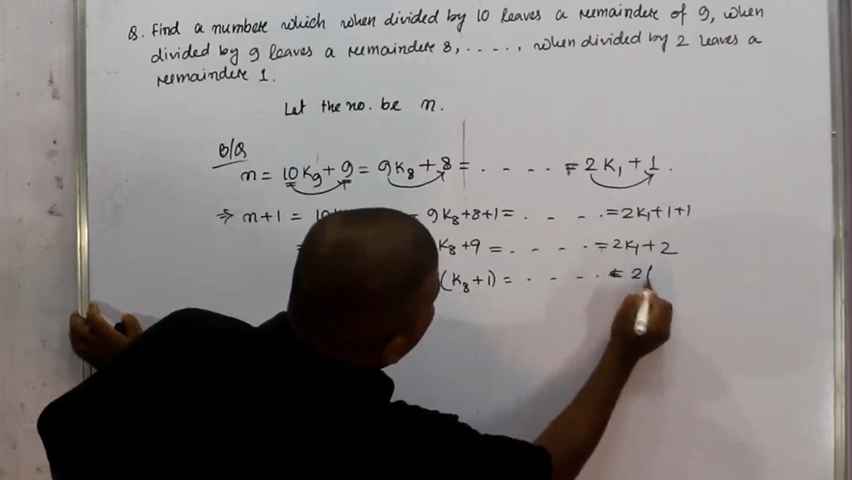 Q. Find a number which when divided by 10 leaves a remainder of 9, when
divided by 9 leaves a remainder 8, ....., when divided by 2 leaves a
remainder 1.
Let the no. be n.
B/Q
n = 10K₉ + 9 = 9K₈ + 8 = - - - - = 2K₁ + 1.
⇒ n+1 = 10K = 9K₈+8+1 = - - - - = 2K₁+1+1
= K₈+9 = - - - - = 2K₁+2
(K₈+1) = - - - - = 2(